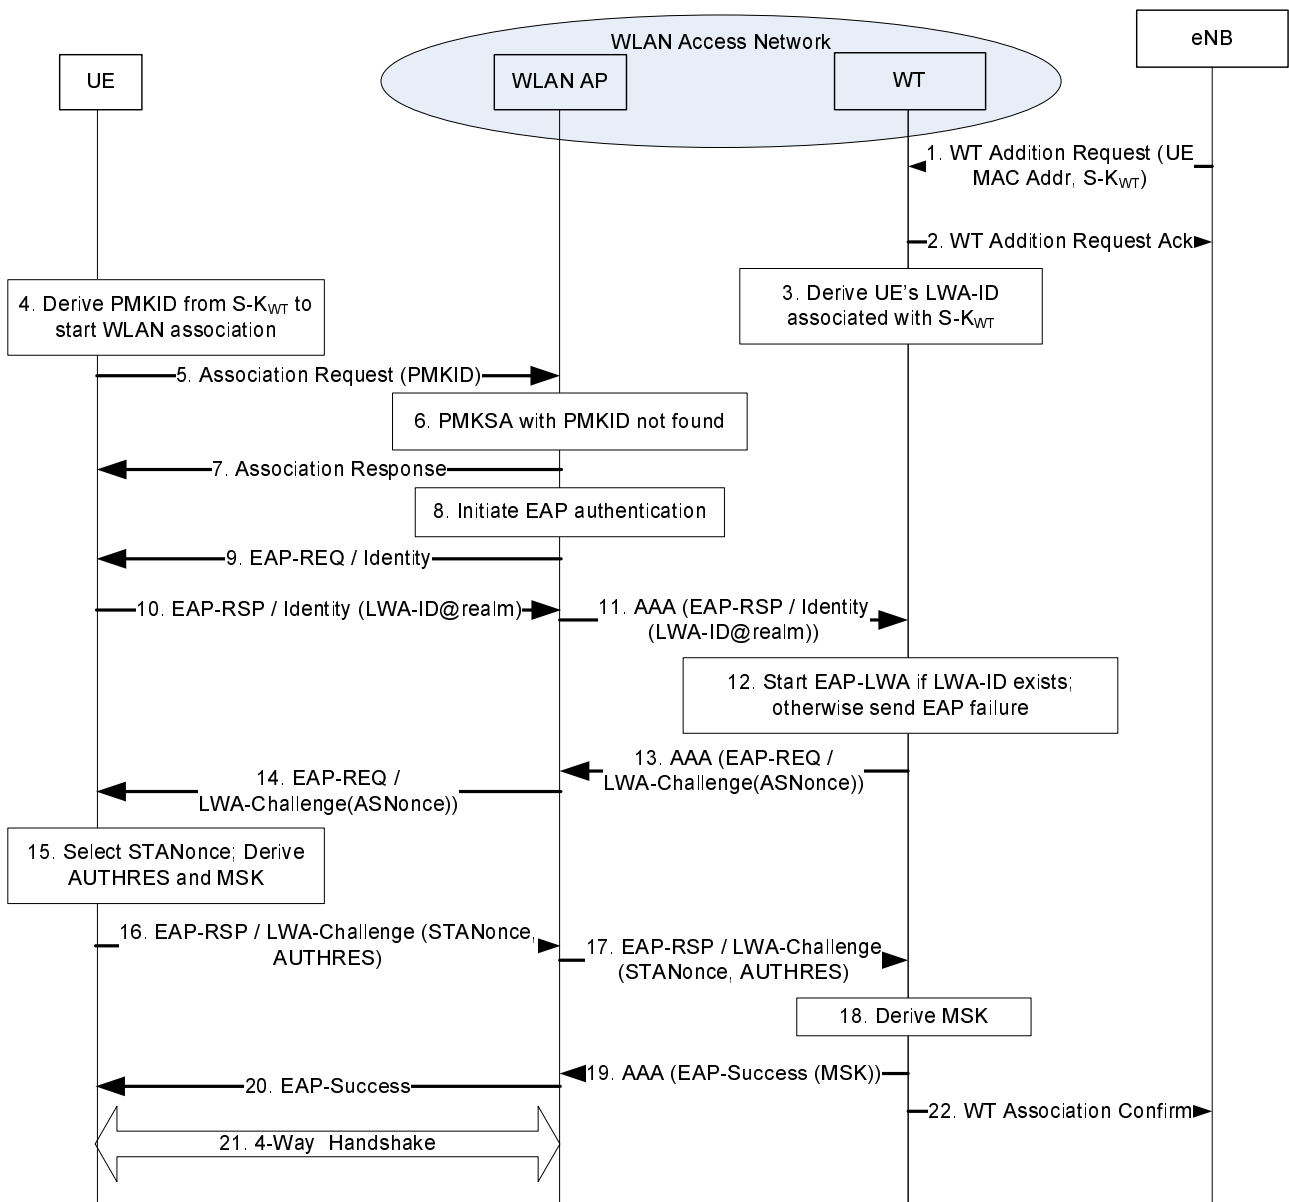 WLAN Access Network
eNB
UE
WLAN AP
WT
1. WT Addition Request (UE
MAC Addr, S-KWT)
2. WT Addition Request Ack
3. Derive UE's LWA-ID
associated with S-KWT
4. Derive PMKID from S-KWT to
start WLAN association
5. Association Request (PMKID)
6. PMKSA with PMKID not found
7. Association Response
8. Initiate EAP authentication
9. EAP-REQ / Identity
10. EAP-RSP / Identity (LWA-ID@realm)
11. AAA (EAP-RSP / Identity
(LWA-ID@realm))
12. Start EAP-LWA if LWA-ID exists;
otherwise send EAP failure
13. AAA (EAP-REQ /
LWA-Challenge(ASNonce))
14. EAP-REQ /
LWA-Challenge(ASNonce))
15. Select STANonce; Derive
AUTHRES and MSK
16. EAP-RSP / LWA-Challenge (STANonce,
AUTHRES)
17. EAP-RSP / LWA-Challenge
(STANonce, AUTHRES)
18. Derive MSK
19. AAA (EAP-Success (MSK))
20. EAP-Success
22. WT Association Confirm
21. 4-Way Handshake